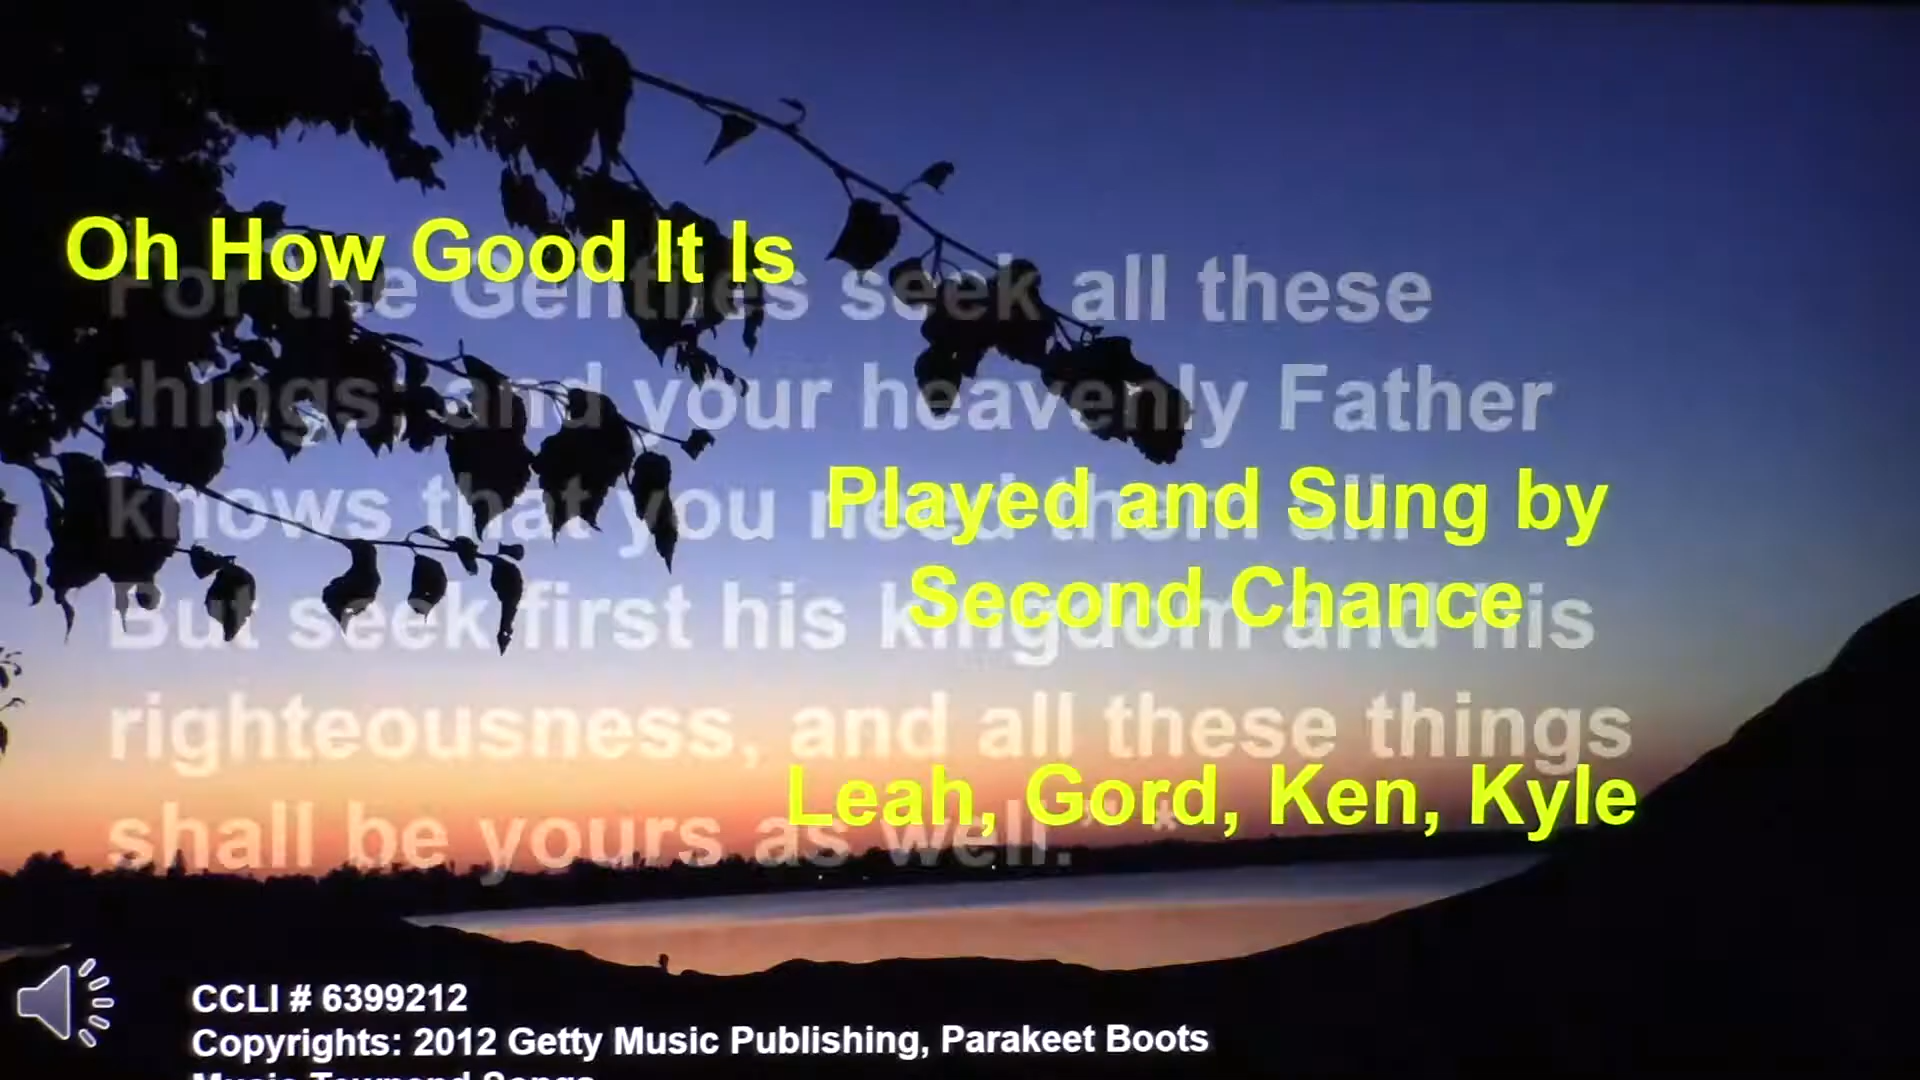 Oh How Good It Is
For the Gentiles seek all these
things; and your heavenly Father
knows that you need them all.
Played and Sung by
Second Chance
But seek first his kingdom and his
righteousness, and all these things
Leah, Gord, Ken, Kyle
shall be yours as well." *
CCLI # 6399212
Copyrights: 2012 Getty Music Publishing, Parakeet Boots
Music Townend Songs